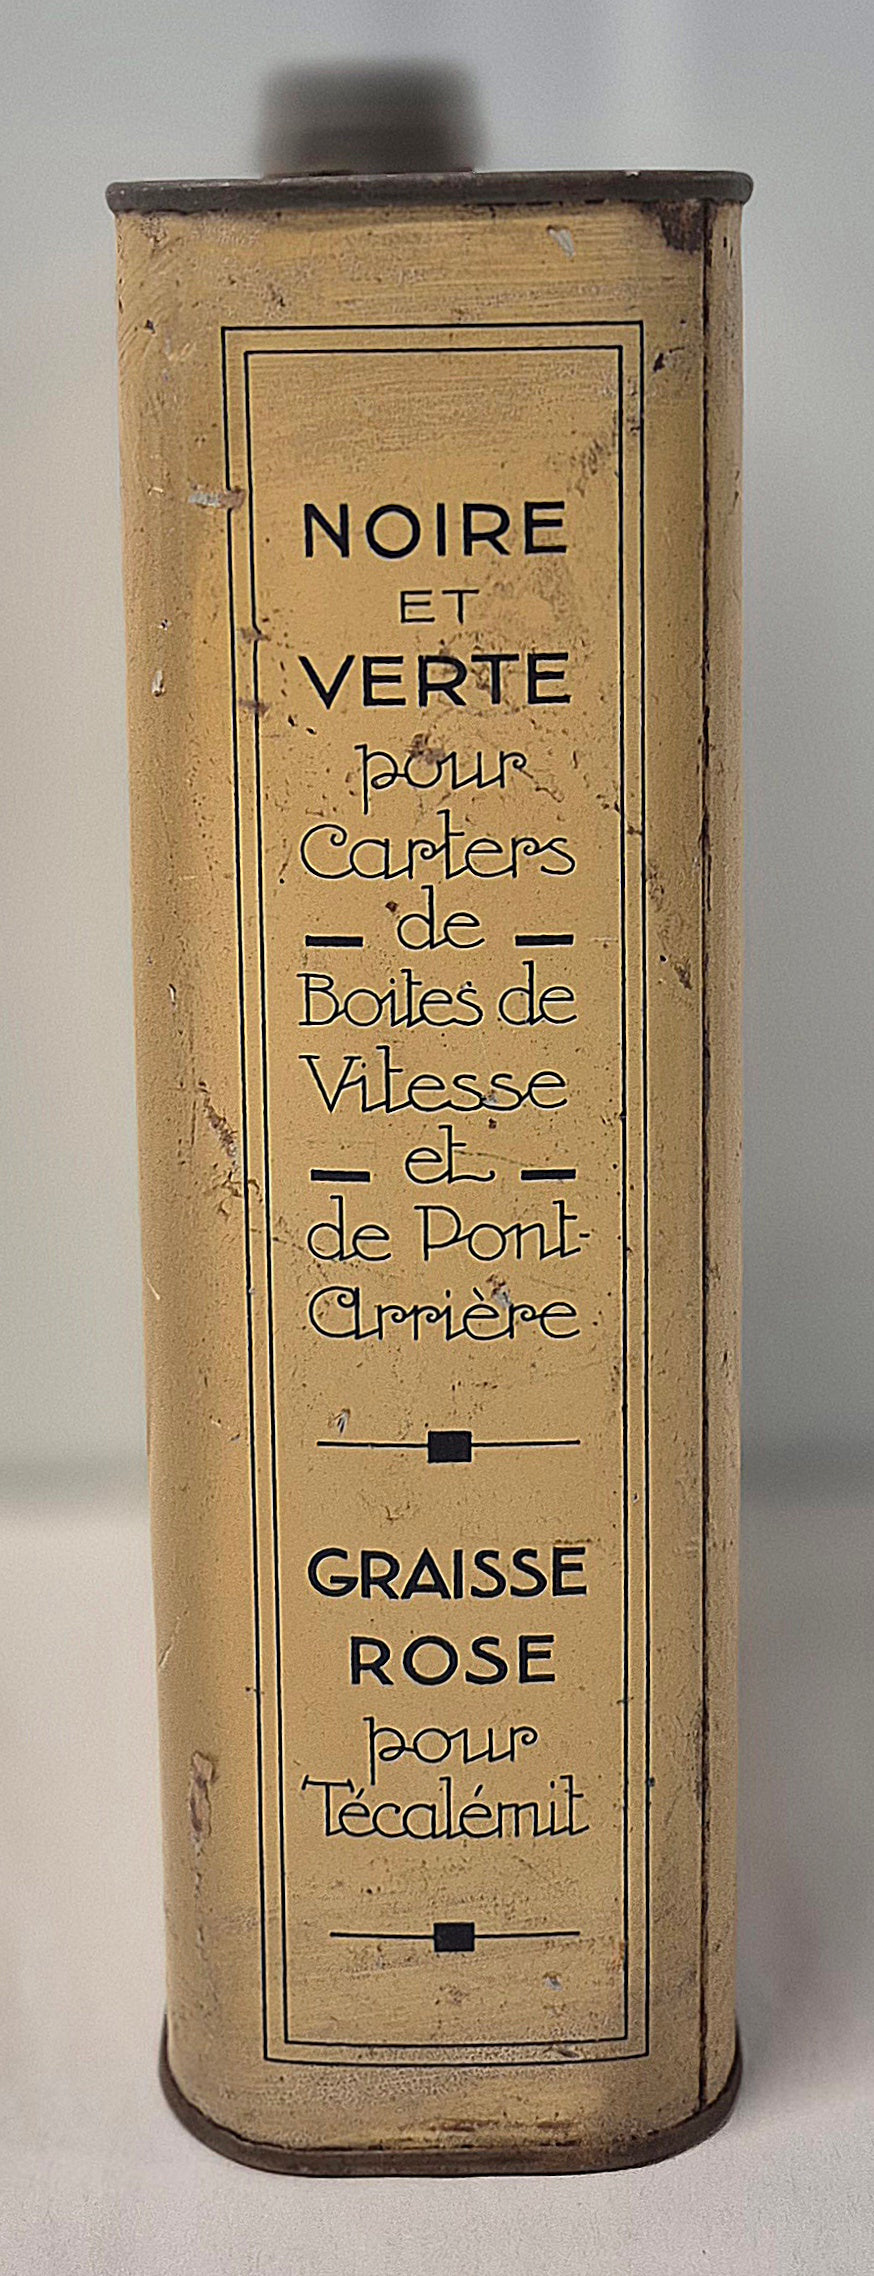 NOIRE
ET
VERTE
pour
Carters
de
Boites de
Vitesse
et
de Pont-
Arrière
GRAISSE
ROSE
pour
Técalémit